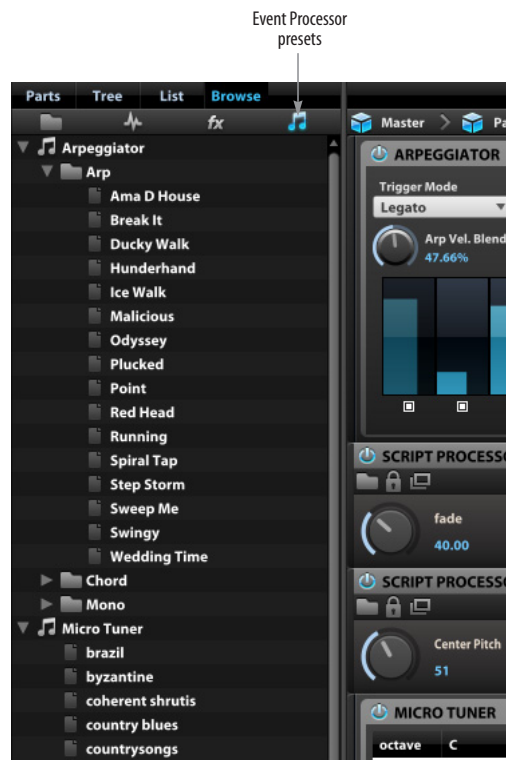 Event Processor
presets
Parts Tree List Browse
fx
Master Pa
Arpeggiator
Arp
Ama D House
Break It
Ducky Walk
Hunderhand
Ice Walk
Malicious
Odyssey
Plucked
Point
Red Head
Running
Spiral Tap
Step Storm
Sweep Me
Swingy
Wedding Time
Chord
Mono
Micro Tuner
brazil
byzantine
coherent shrutis
country blues
countrysongs
ARPEGGIATOR
Trigger Mode
Legato
Arp Vel. Blend
47.66%
SCRIPT PROCESSO
fade
40.00
SCRIPT PROCESSO
Center Pitch
51
MICRO TUNER
octave C